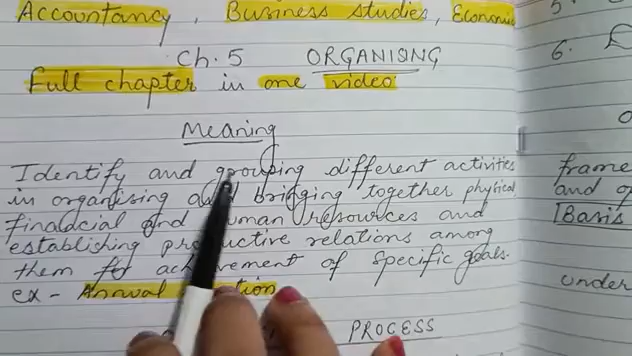 Accountancy, Business studies, Economic
Ch. 5 ORGANISING
Full chapter in one video
Meaning
Identify and grouping different activities
in organising and bringing together physical
financial and human resources and
establishing productive relations among
them for achievement of specific goals.
ex - Annual
PROCESS
5.
6.
frame
and
Basis
under